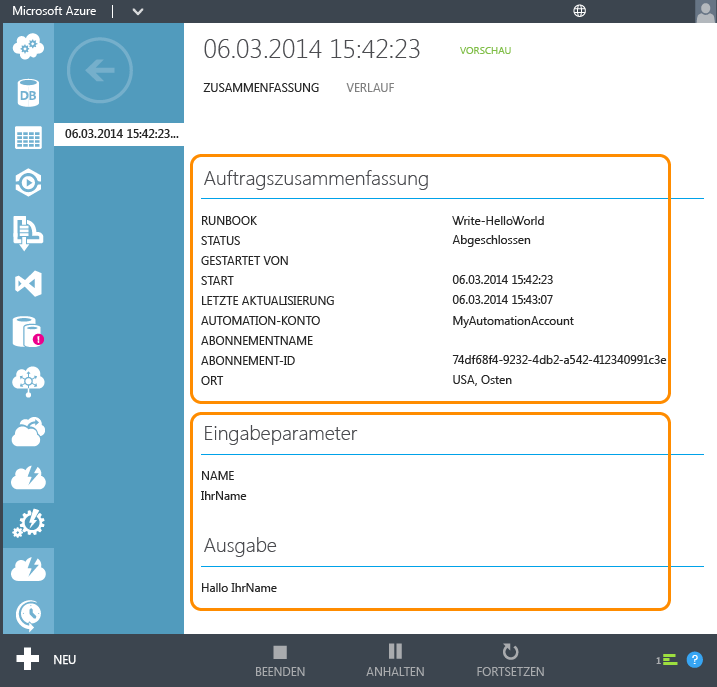 Microsoft Azure
06.03.2014 15:42:23
VORSCHAU
ZUSAMMENFASSUNG VERLAUF
DB
06.03.2014 15:42:23...
Auftragszusammenfassung
RUNBOOK Write-HelloWorld
STATUS Abgeschlossen
GESTARTET VON
START 06.03.2014 15:42:23
LETZTE AKTUALISIERUNG 06.03.2014 15:43:07
AUTOMATION-KONTO MyAutomationAccount
ABONNEMENTNAME
ABONNEMENT-ID 74df68f4-9232-4db2-a542-412340991c3e
ORT USA, Osten
!
Eingabeparameter
NAME
IhrName
Ausgabe
Hallo IhrName
NEU
BEENDEN ANHALTEN FORTSETZEN
1 ?